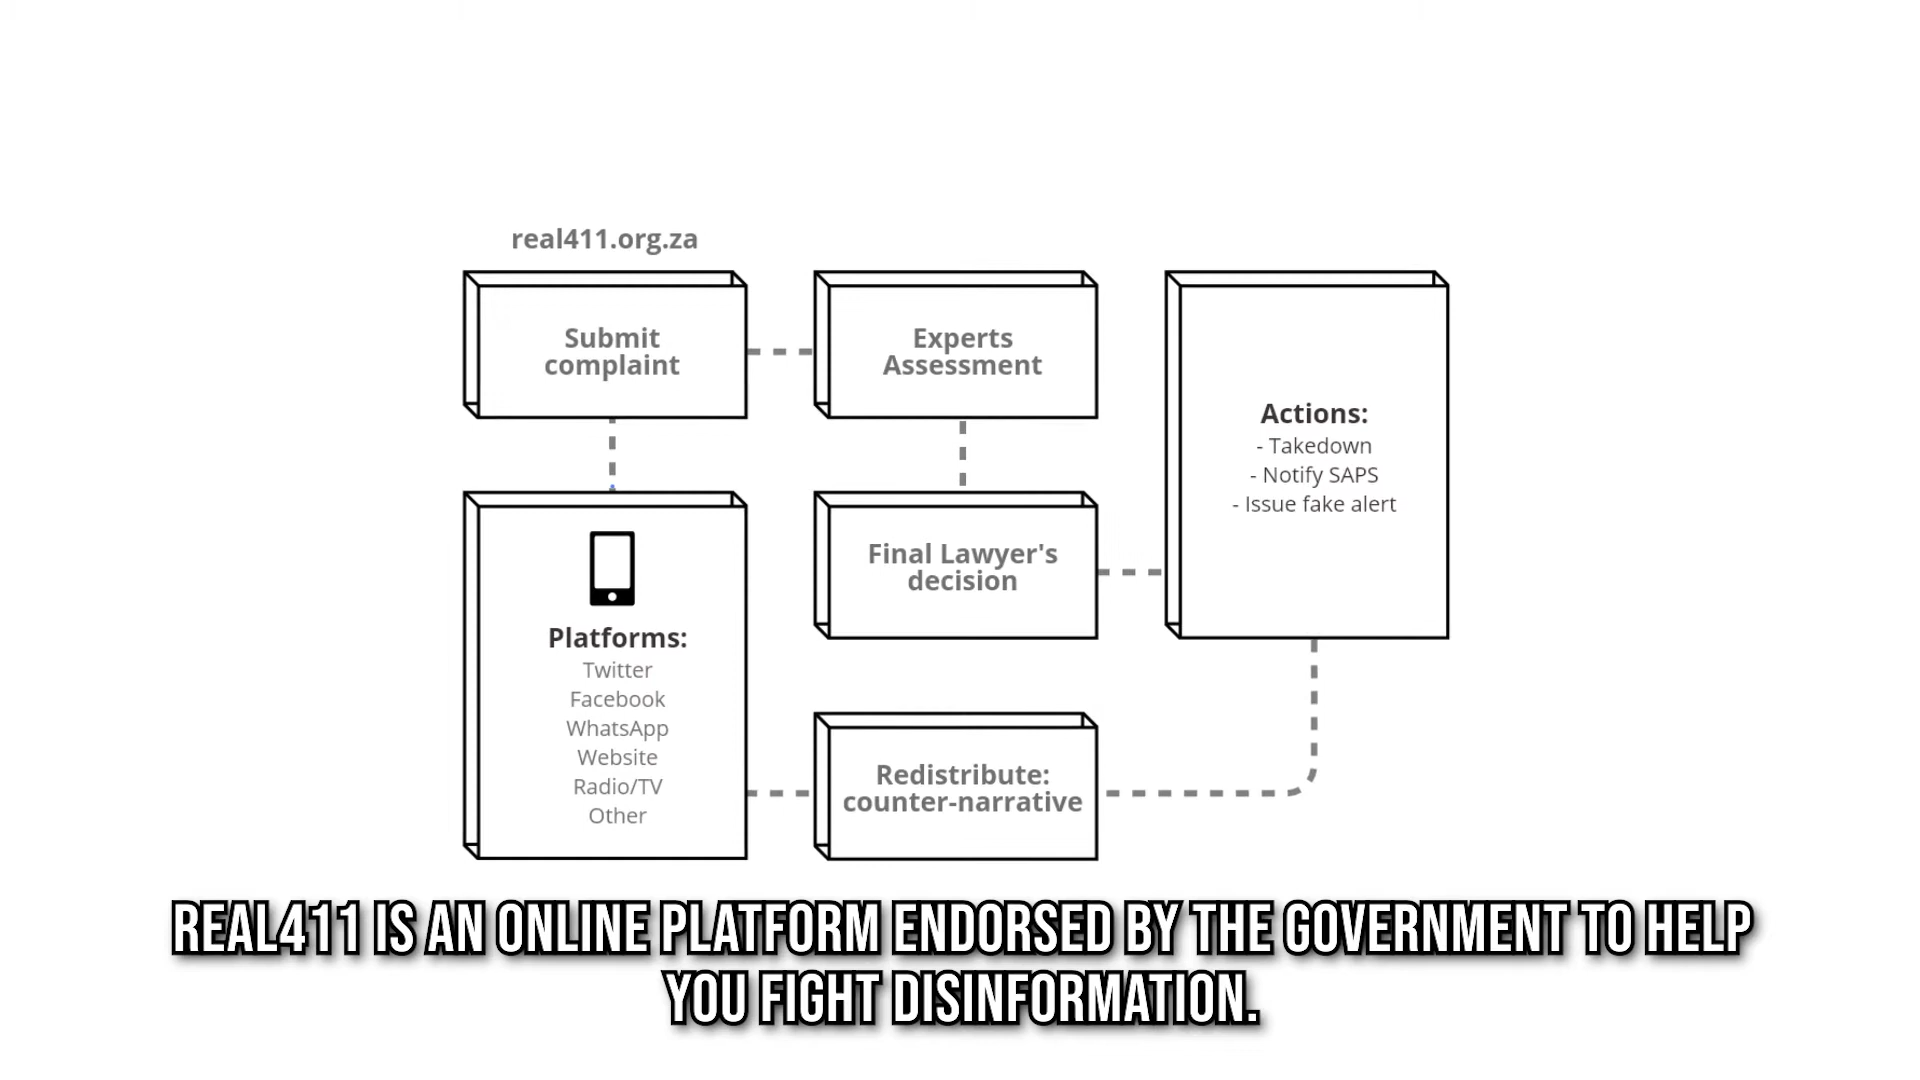 real411.org.za
Submit
complaint
Experts
Assessment
Actions:
- Takedown
- Notify SAPS
- Issue fake alert
Final Lawyer's
decision
Platforms:
Twitter
Facebook
WhatsApp
Website
Radio/TV
Other
Redistribute:
counter-narrative
REAL411 IS AN ONLINE PLATFORM ENDORSED BY THE GOVERNMENT TO HELP
YOU FIGHT DISINFORMATION.